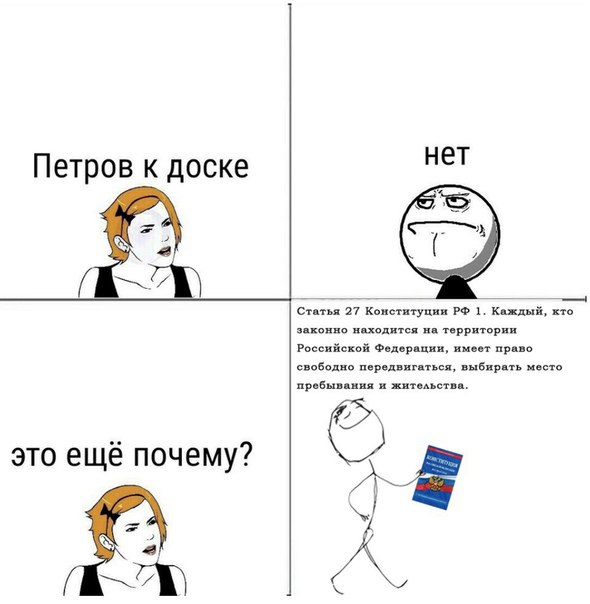 Петров к доске
нет
это ещё почему?
Статья 27 Конституции РФ 1. Каждый, кто
законно находится на территории
Российской Федерации, имеет право
свободно передвигаться, выбирать место
пребывания и жительства.
КОНСТИТУЦИЯ